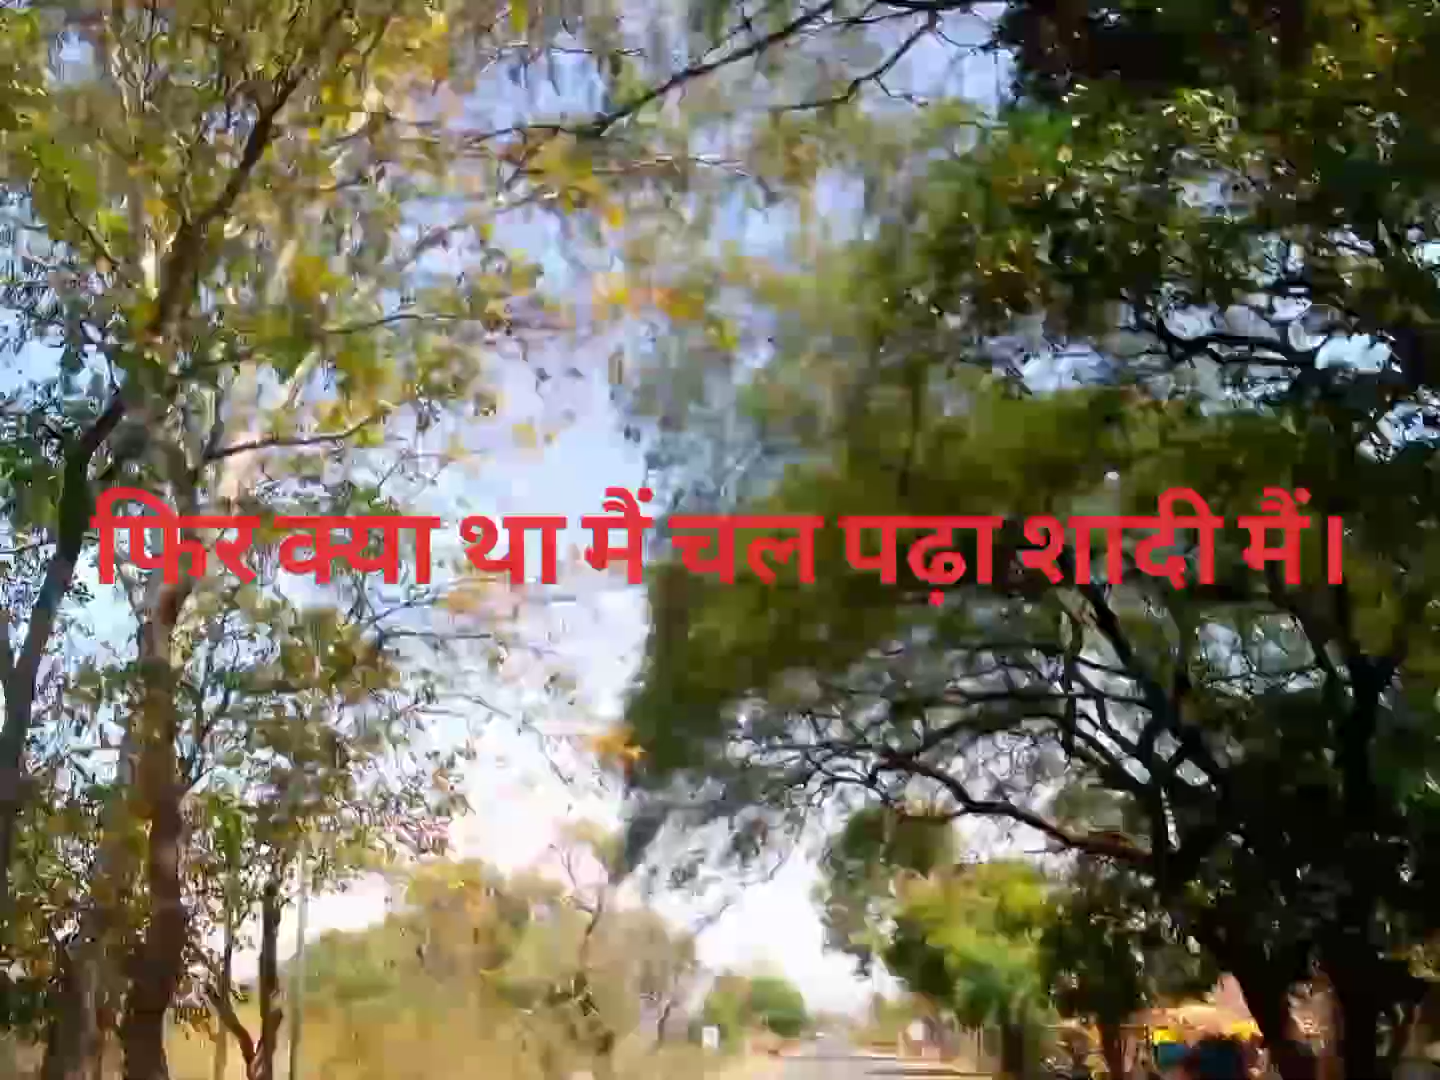 फिर क्या था मैं चल पढ़ा शादी मैं।